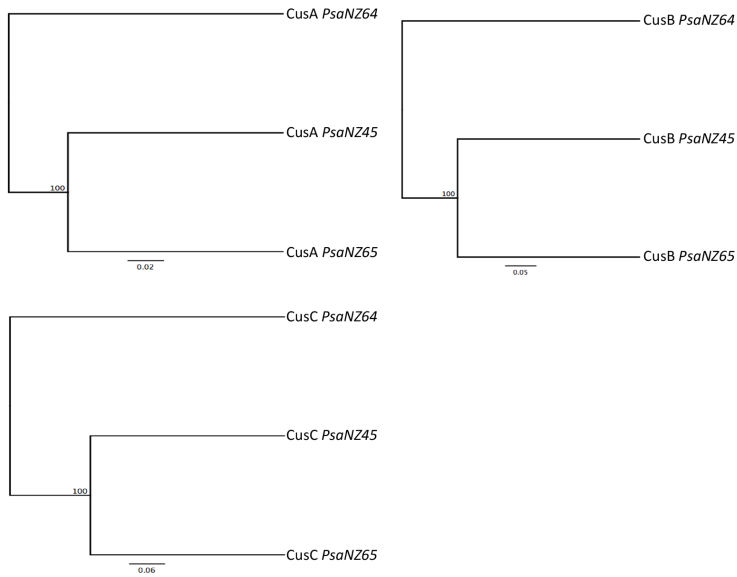 CusA PsaNZ64
CusA PsaNZ45
100
CusA PsaNZ65
0.02
CusB PsaNZ64
CusB PsaNZ45
100
CusB PsaNZ65
0.05
CusC PsaNZ64
CusC PsaNZ45
100
CusC PsaNZ65
0.06